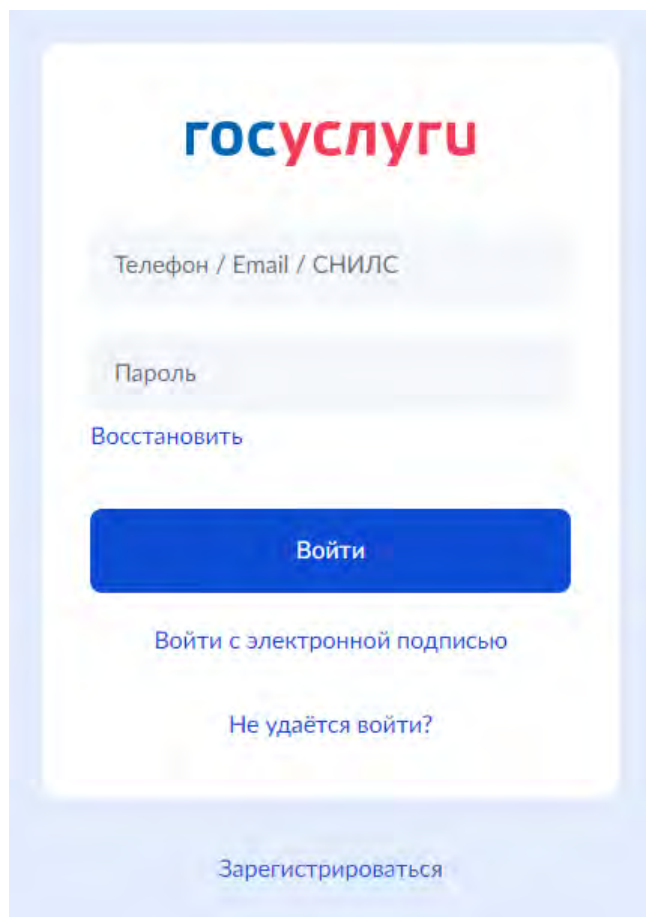 госуслуги
Телефон / Email / СНИЛС
Пароль
Восстановить
Войти
Войти с электронной подписью
Не удаётся войти?
Зарегистрироваться